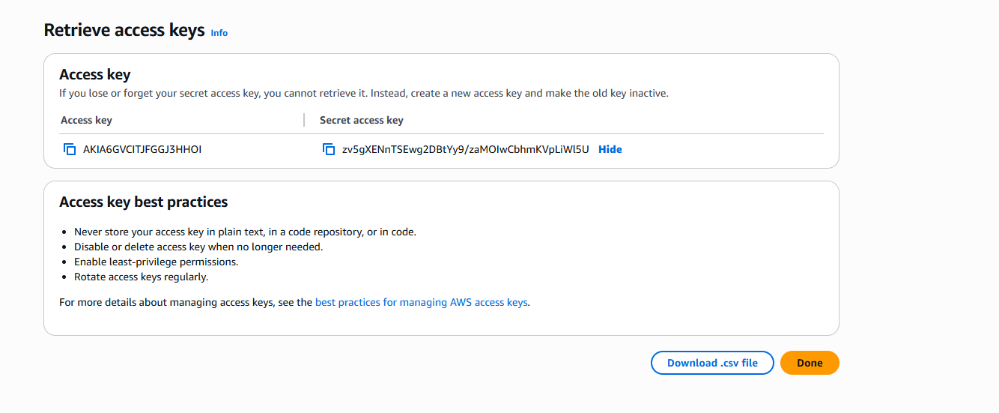 Retrieve access keys Info
Access key
If you lose or forget your secret access key, you cannot retrieve it. Instead, create a new access key and make the old key inactive.
Access key Secret access key
AKIA6GVCITJFGGJ3HHOI zv5gXENnTSEwg2DBtYy9/zaMOIwCbhmKVpLiWl5U Hide
Access key best practices
• Never store your access key in plain text, in a code repository, or in code.
• Disable or delete access key when no longer needed.
• Enable least-privilege permissions.
• Rotate access keys regularly.
For more details about managing access keys, see the best practices for managing AWS access keys.
Download .csv file Done